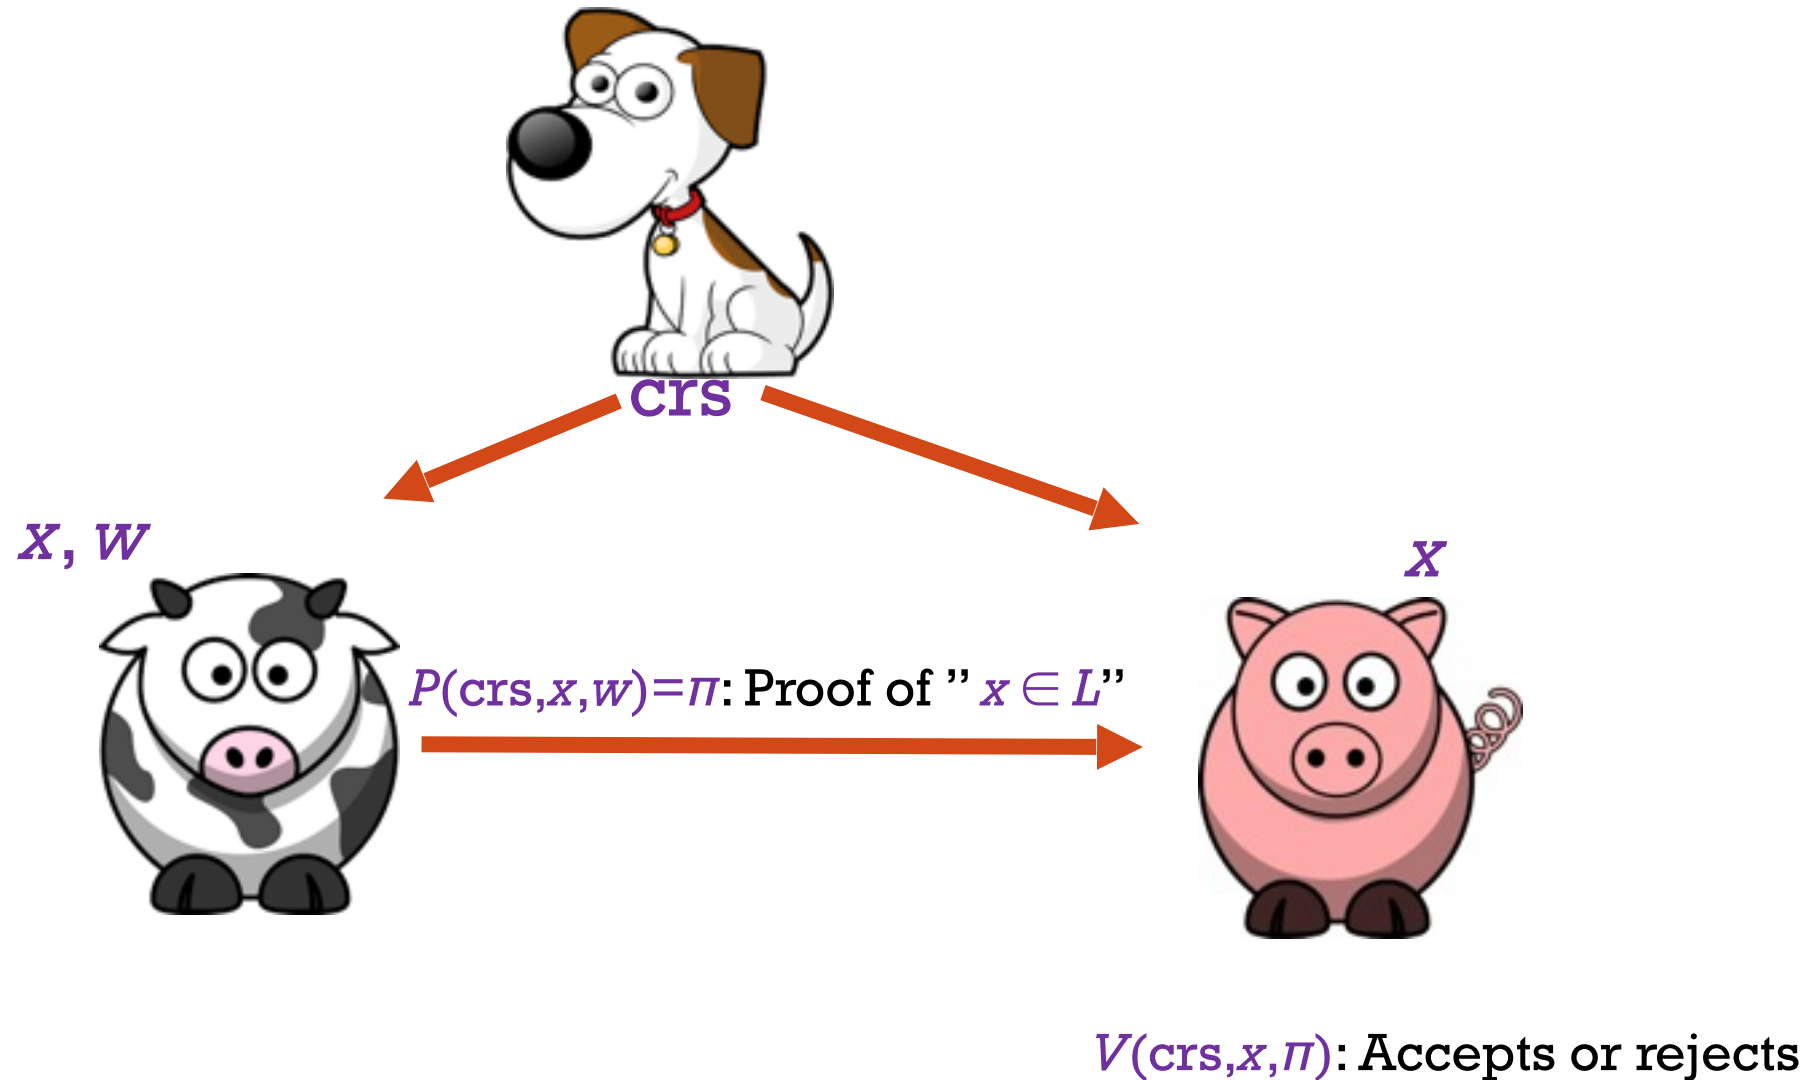 crs
x, w
x
P(crs,x,w)=π: Proof of ” x ∈ L”
V(crs,x,π): Accepts or rejects